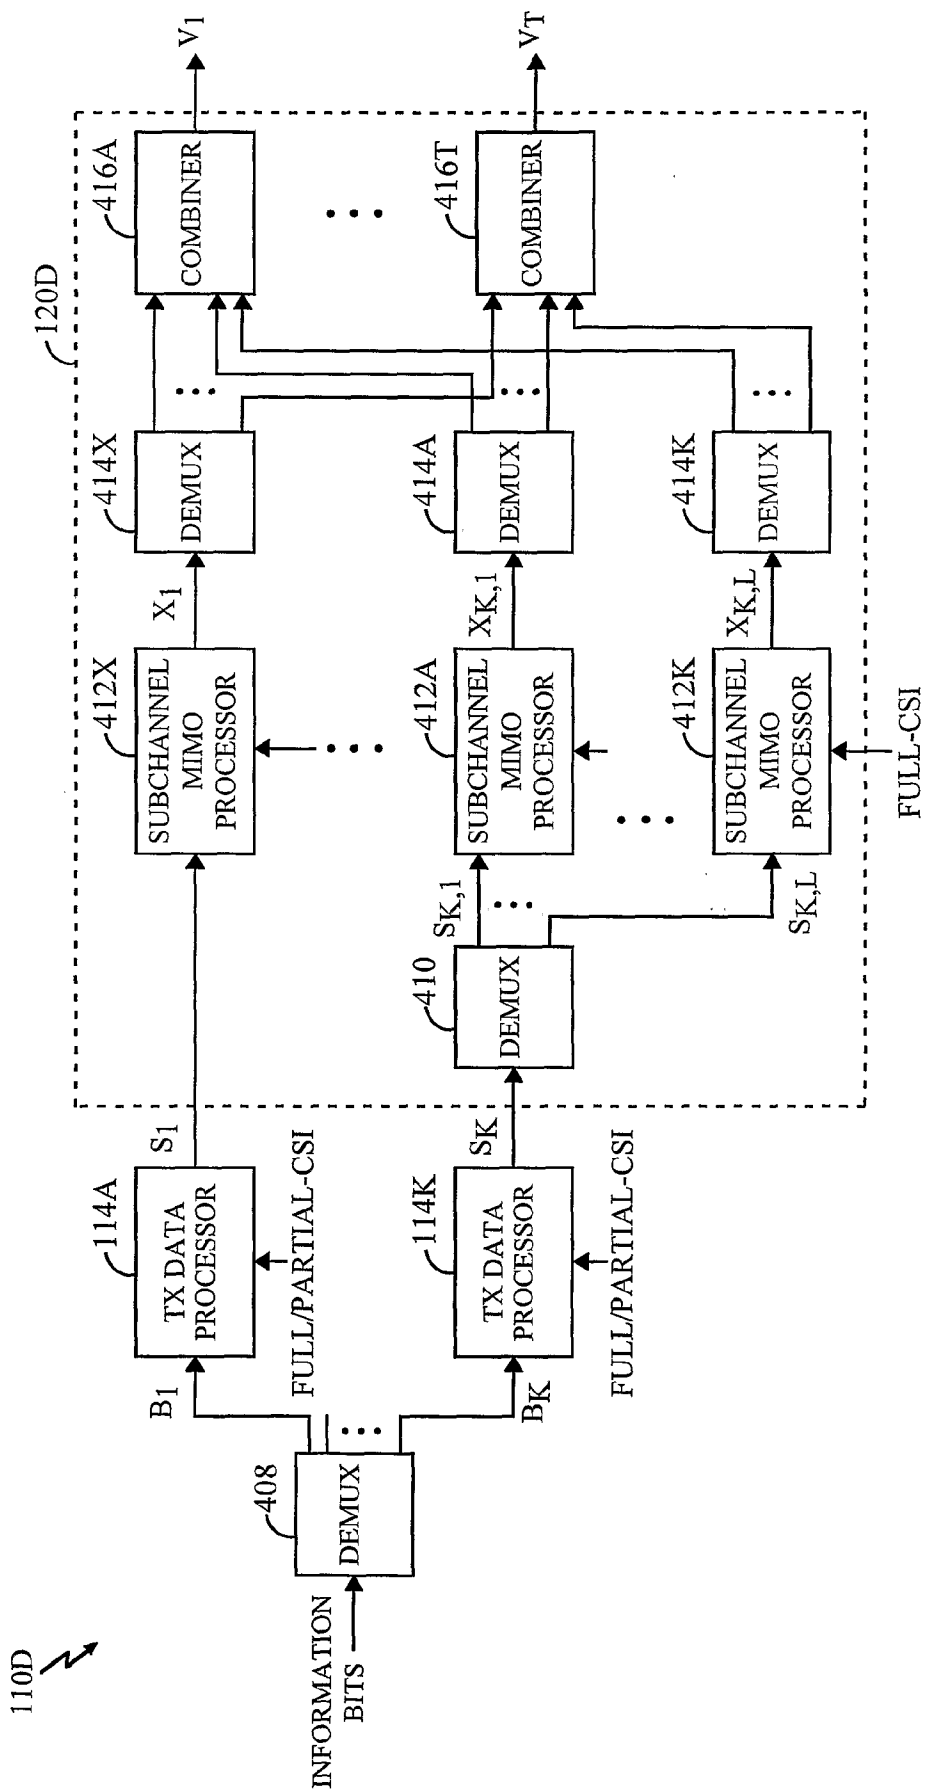 110D
INFORMATION
BITS
408
DEMUX
B1
BK
114A
TX DATA
PROCESSOR
FULL/PARTIAL-CSI
114K
TX DATA
PROCESSOR
FULL/PARTIAL-CSI
S1
SK
120D
410
DEMUX
SK,1
SK,L
412X
SUBCHANNEL
MIMO
PROCESSOR
412A
SUBCHANNEL
MIMO
PROCESSOR
412K
SUBCHANNEL
MIMO
PROCESSOR
FULL-CSI
X1
XK,1
XK,L
414X
DEMUX
414A
DEMUX
414K
DEMUX
416A
COMBINER
416T
COMBINER
V1
VT